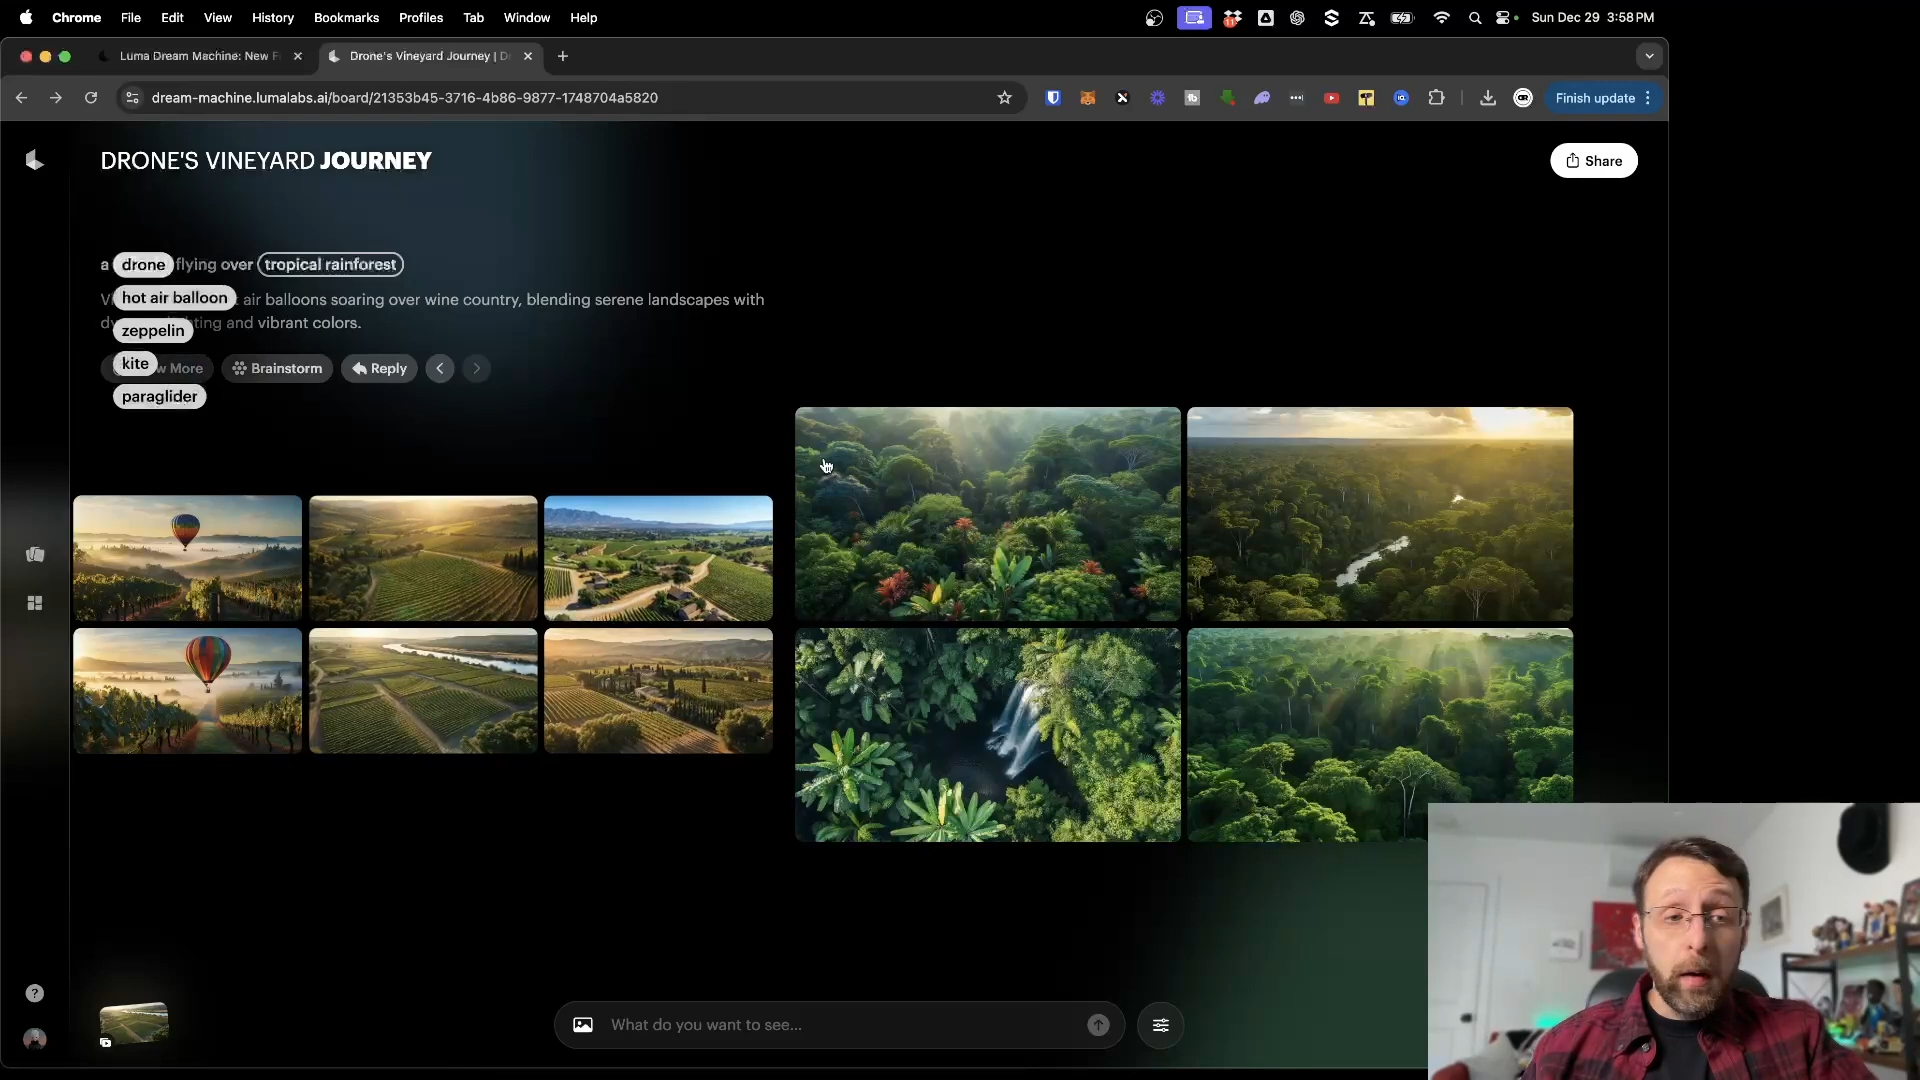 Chrome File Edit View History Bookmarks Profiles Tab Window Help
11
Sun Dec 29 3:58 PM
Luma Dream Machine: New F
Drone's Vineyard Journey | D
dream-machine.lumalabs.ai/board/21353b45-3716-4b86-9877-1748704a5820
Finish update
DRONE'S VINEYARD JOURNEY
Share
a drone flying over tropical rainforest
hot air balloon air balloons soaring over wine country, blending serene landscapes with
zeppelin and vibrant colors.
kite More Brainstorm Reply
paraglider
? What do you want to see...